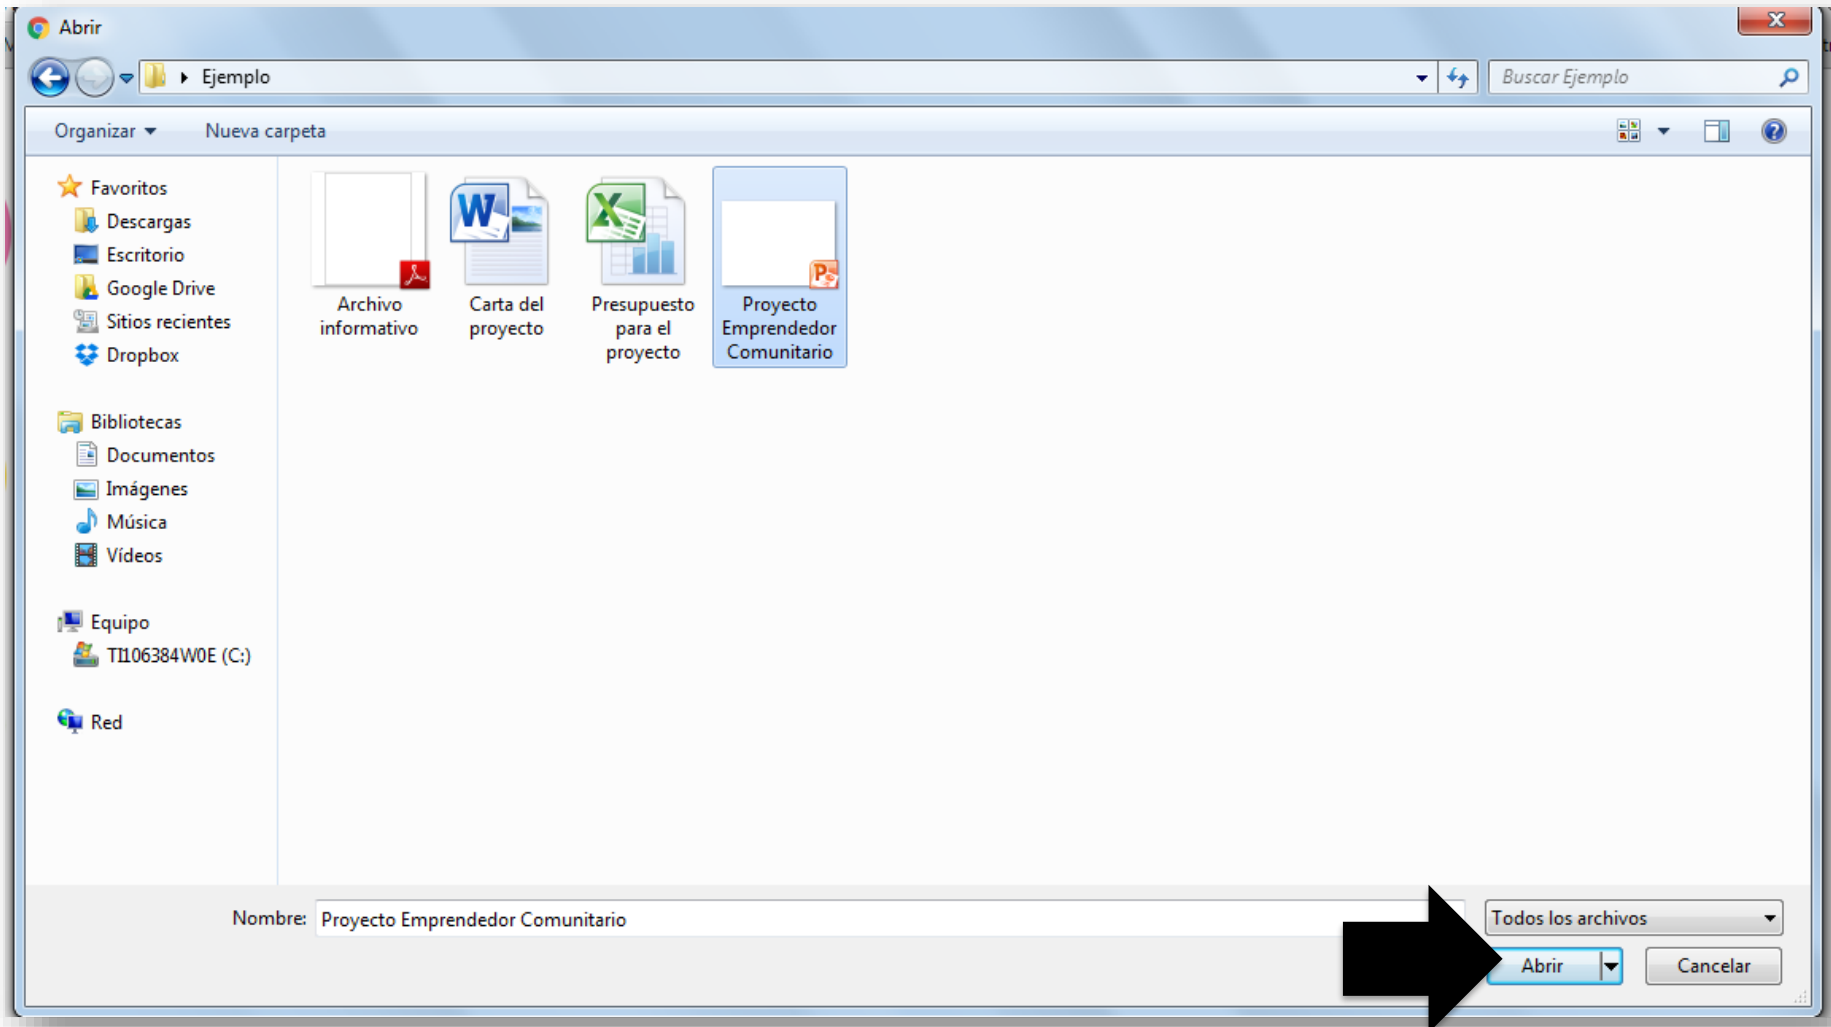 Abrir
Ejemplo
Buscar Ejemplo
Organizar
Nueva carpeta
Favoritos
Descargas
Escritorio
Google Drive
Sitios recientes
Dropbox
Bibliotecas
Documentos
Imágenes
Música
Vídeos
Equipo
TI106384W0E (C:)
Red
Archivo
informativo
Carta del
proyecto
Presupuesto
para el
proyecto
Proyecto
Emprendedor
Comunitario
Nombre: Proyecto Emprendedor Comunitario
Todos los archivos
Abrir
Cancelar